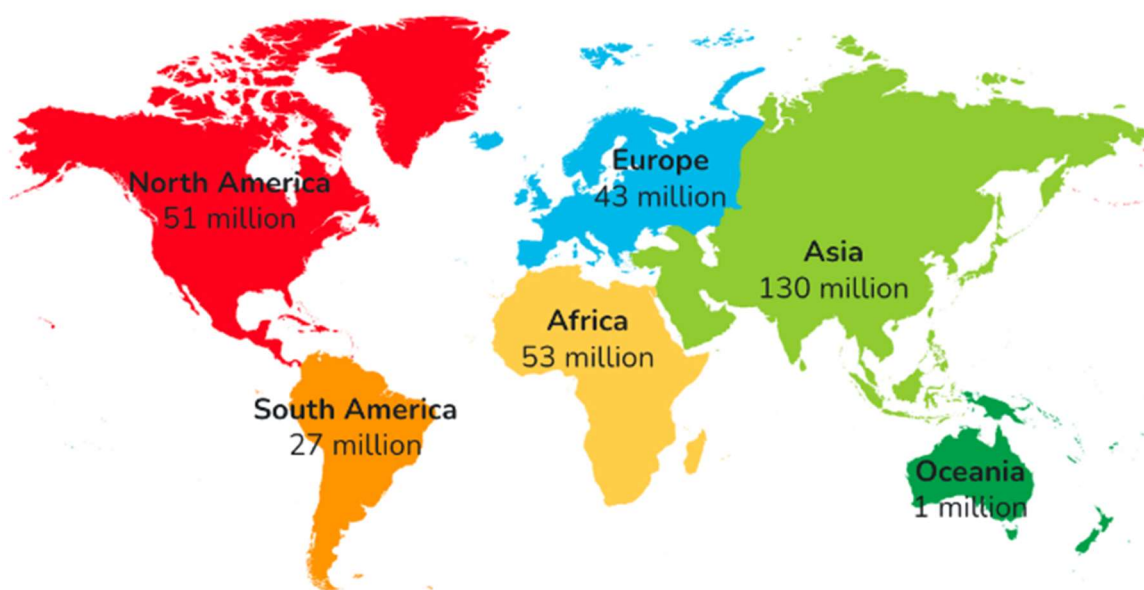 North America
51 million
Europe
43 million
Asia
130 million
Africa
53 million
South America
27 million
Oceania
1 million